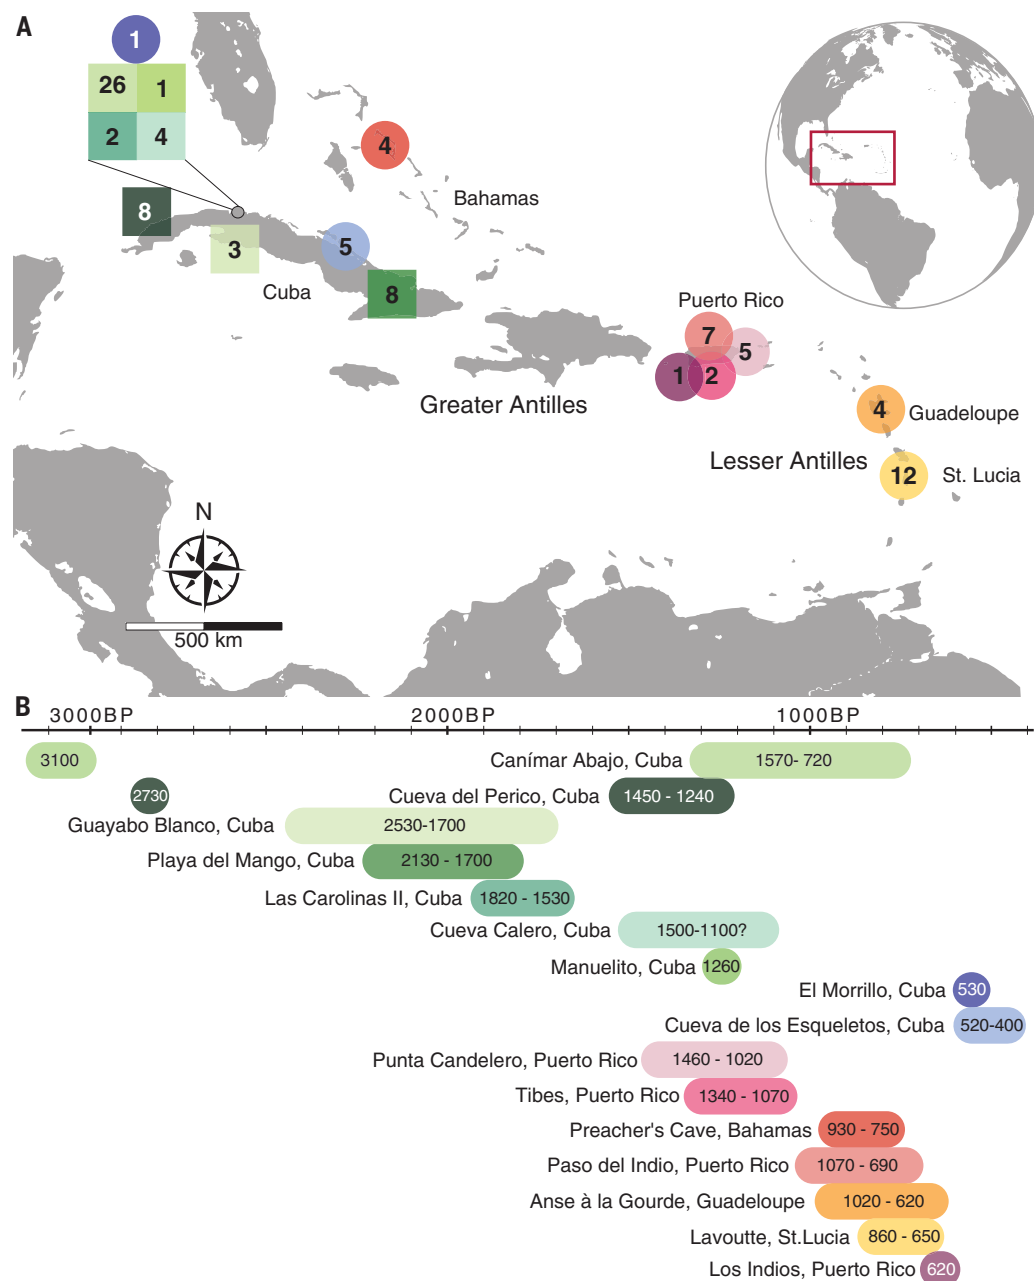 A
1
26 1
2 4
4
Bahamas
8
3
5
Cuba
8
Puerto Rico
7
5
1 2
Greater Antilles
4
Guadeloupe
Lesser Antilles
12
St. Lucia
N
500 km
B
3000BP 2000BP 1000BP
3100 Canímar Abajo, Cuba 1570- 720
2730 Cueva del Perico, Cuba 1450 - 1240
Guayabo Blanco, Cuba 2530-1700
Playa del Mango, Cuba 2130 - 1700
Las Carolinas II, Cuba 1820 - 1530
Cueva Calero, Cuba 1500-1100?
Manuelito, Cuba 1260
El Morrillo, Cuba 530
Cueva de los Esqueletos, Cuba 520-400
Punta Candelero, Puerto Rico 1460 - 1020
Tibes, Puerto Rico 1340 - 1070
Preacher's Cave, Bahamas 930 - 750
Paso del Indio, Puerto Rico 1070 - 690
Anse à la Gourde, Guadeloupe 1020 - 620
Lavoutte, St.Lucia 860 - 650
Los Indios, Puerto Rico 620